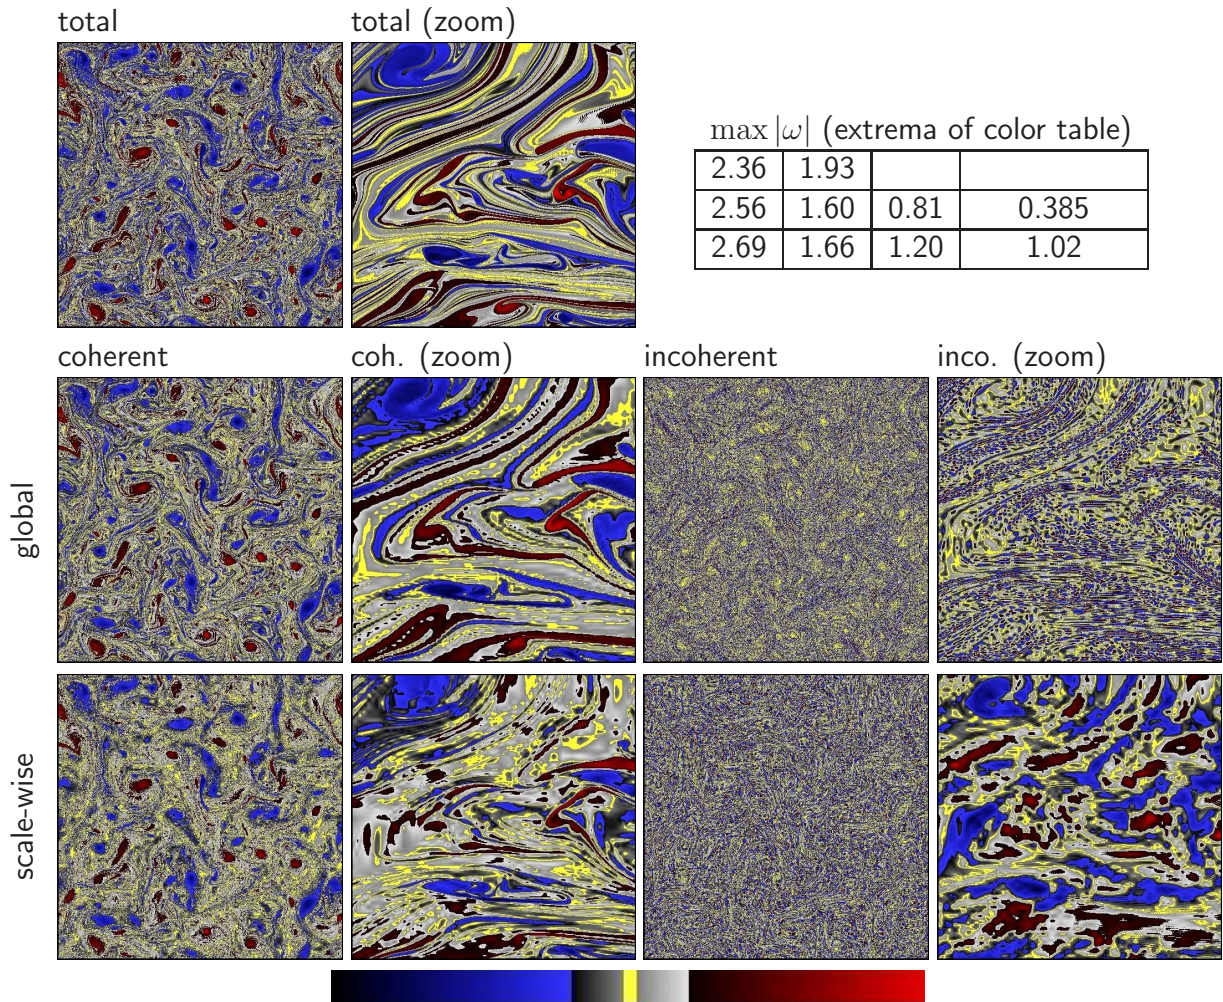 total
total (zoom)
max |ω| (extrema of color table)
2.36 1.93
2.56 1.60 0.81 0.385
2.69 1.66 1.20 1.02
coherent
coh. (zoom)
incoherent
inco. (zoom)
global
scale-wise